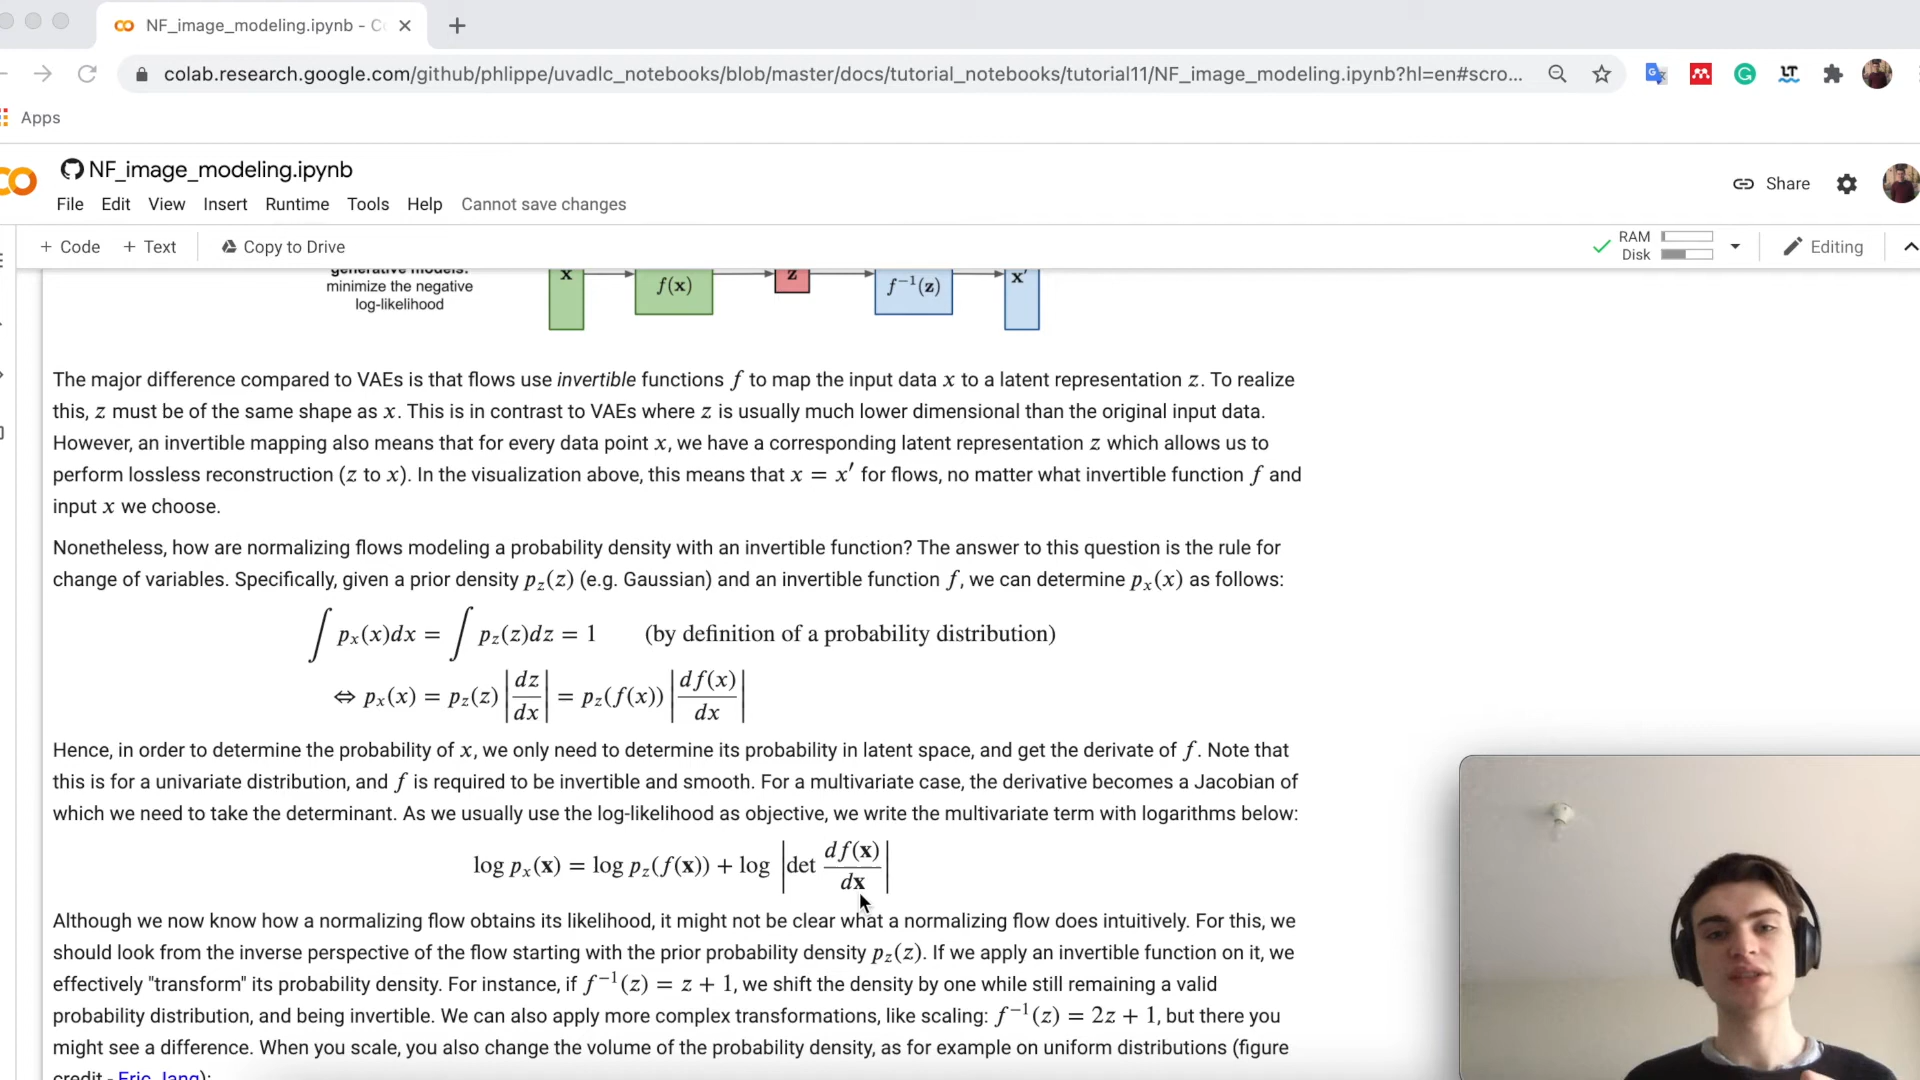 NF_image_modeling.ipynb - Co
colab.research.google.com/github/phlippe/uvadlc_notebooks/blob/master/docs/tutorial_notebooks/tutorial11/NF_image_modeling.ipynb?hl=en#scro...
Apps
NF_image_modeling.ipynb
Share
File Edit View Insert Runtime Tools Help Cannot save changes
+ Code + Text Copy to Drive
RAM
Disk
Editing
generative models:
minimize the negative
log-likelihood
x f(x) z f⁻¹(z) x′
The major difference compared to VAEs is that flows use invertible functions f to map the input data x to a latent representation z. To realize
this, z must be of the same shape as x. This is in contrast to VAEs where z is usually much lower dimensional than the original input data.
However, an invertible mapping also means that for every data point x, we have a corresponding latent representation z which allows us to
perform lossless reconstruction (z to x). In the visualization above, this means that x = x′ for flows, no matter what invertible function f and
input x we choose.
Nonetheless, how are normalizing flows modeling a probability density with an invertible function? The answer to this question is the rule for
change of variables. Specifically, given a prior density p_z(z) (e.g. Gaussian) and an invertible function f, we can determine p_x(x) as follows:
∫ p_x(x)dx = ∫ p_z(z)dz = 1 (by definition of a probability distribution)
⇔ p_x(x) = p_z(z) |dz/dx| = p_z(f(x)) |df(x)/dx|
Hence, in order to determine the probability of x, we only need to determine its probability in latent space, and get the derivate of f. Note that
this is for a univariate distribution, and f is required to be invertible and smooth. For a multivariate case, the derivative becomes a Jacobian of
which we need to take the determinant. As we usually use the log-likelihood as objective, we write the multivariate term with logarithms below:
log p_x(x) = log p_z(f(x)) + log |det df(x)/dx|
Although we now know how a normalizing flow obtains its likelihood, it might not be clear what a normalizing flow does intuitively. For this, we
should look from the inverse perspective of the flow starting with the prior probability density p_z(z). If we apply an invertible function on it, we
effectively "transform" its probability density. For instance, if f⁻¹(z) = z + 1, we shift the density by one while still remaining a valid
probability distribution, and being invertible. We can also apply more complex transformations, like scaling: f⁻¹(z) = 2z + 1, but there you
might see a difference. When you scale, you also change the volume of the probability density, as for example on uniform distributions (figure
credit - Eric Jang):